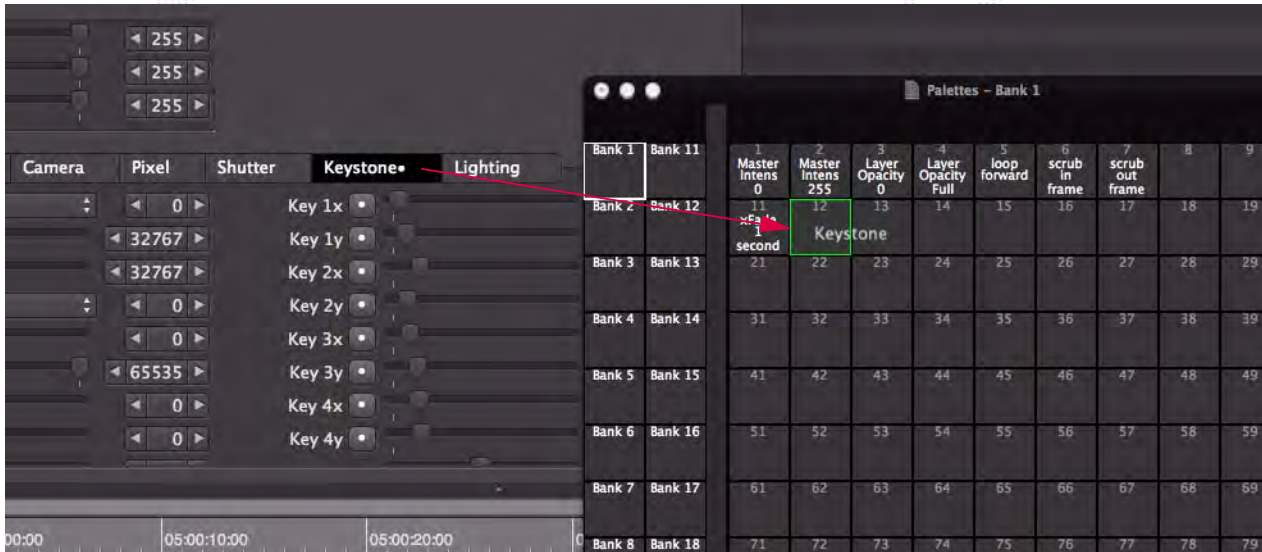 255
255
255
Camera Pixel Shutter Keystone• Lighting
0 Key 1x
32767 Key 1y
32767 Key 2x
0 Key 2y
0 Key 3x
65535 Key 3y
0 Key 4x
0 Key 4y
00:00 05:00:10:00 05:00:20:00
Palettes – Bank 1
Bank 1 Bank 11
1 Master Intens 0
2 Master Intens 255
3 Layer Opacity 0
4 Layer Opacity Full
5 loop forward
6 scrub in frame
7 scrub out frame
8
9
Bank 2 Bank 12
11 xFade 1 second
12 Keystone
13 14 15 16 17 18 19
Bank 3 Bank 13
21 22 23 24 25 26 27 28 29
Bank 4 Bank 14
31 32 33 34 35 36 37 38 39
Bank 5 Bank 15
41 42 43 44 45 46 47 48 49
Bank 6 Bank 16
51 52 53 54 55 56 57 58 59
Bank 7 Bank 17
61 62 63 64 65 66 67 68 69
Bank 8 Bank 18
71 72 73 74 75 76 77 78 79